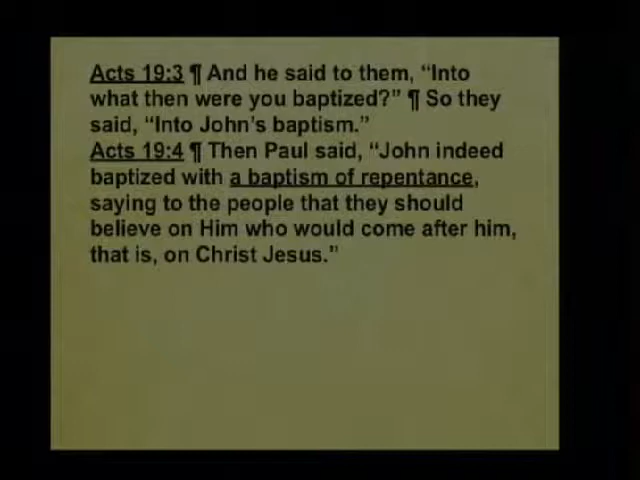 Acts 19:3 ¶ And he said to them, “Into
what then were you baptized?” ¶ So they
said, “Into John’s baptism.”
Acts 19:4 ¶ Then Paul said, “John indeed
baptized with a baptism of repentance,
saying to the people that they should
believe on Him who would come after him,
that is, on Christ Jesus.”